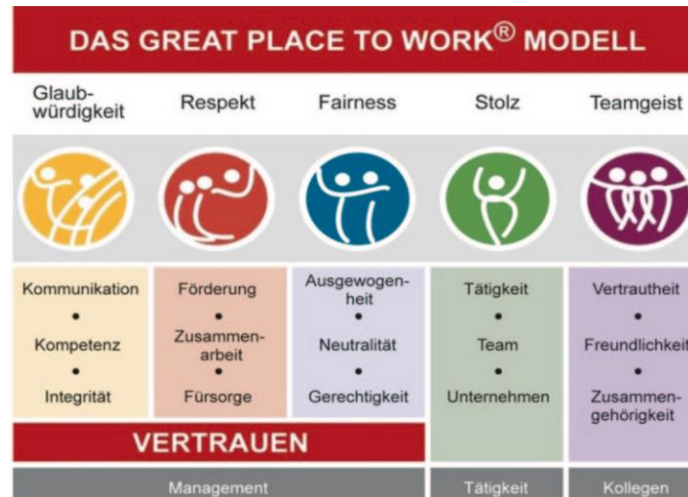 DAS GREAT PLACE TO WORK® MODELL
Glaub-
würdigkeit
Respekt
Fairness
Stolz
Teamgeist
Kommunikation
•
Kompetenz
•
Integrität
Förderung
•
Zusammen-
arbeit
•
Fürsorge
Ausgewogen-
heit
•
Neutralität
•
Gerechtigkeit
Tätigkeit
•
Team
•
Unternehmen
Vertrautheit
•
Freundlichkeit
•
Zusammen-
gehörigkeit
VERTRAUEN
Management
Tätigkeit
Kollegen